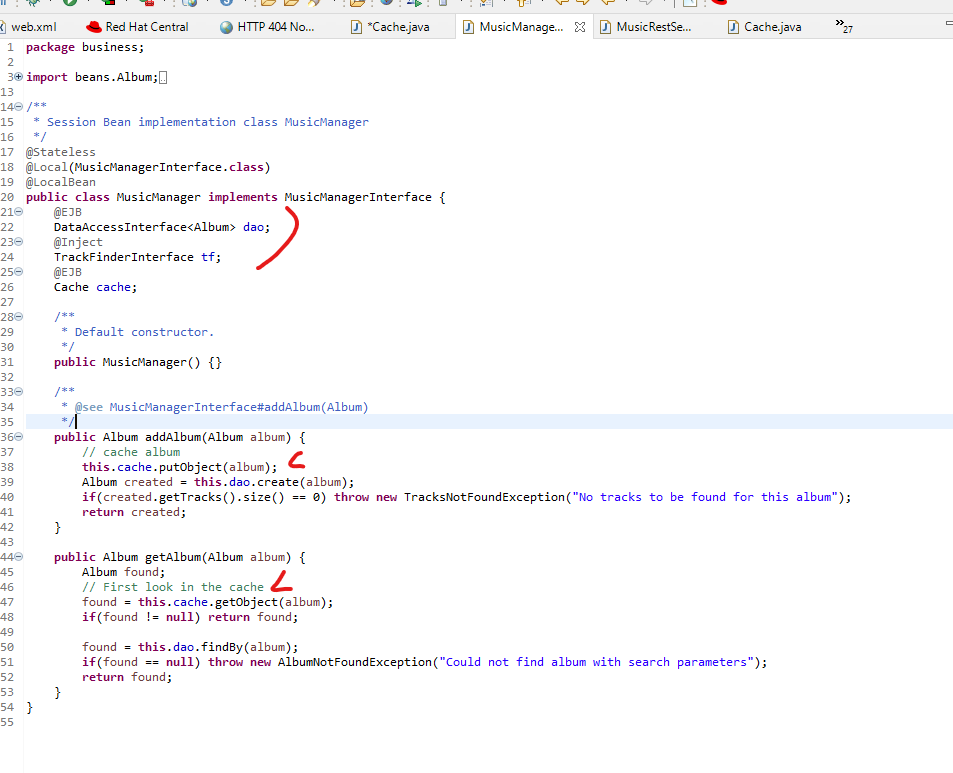 web.xml Red Hat Central HTTP 404 No... *Cache.java MusicManage... MusicRestSe... Cache.java »27
1 package business;
2
3 import beans.Album;
13
14 /**
15 * Session Bean implementation class MusicManager
16 */
17 @Stateless
18 @Local(MusicManagerInterface.class)
19 @LocalBean
20 public class MusicManager implements MusicManagerInterface {
21 @EJB
22 DataAccessInterface<Album> dao;
23 @Inject
24 TrackFinderInterface tf;
25 @EJB
26 Cache cache;
27
28 /**
29 * Default constructor.
30 */
31 public MusicManager() {}
32
33 /**
34 * @see MusicManagerInterface#addAlbum(Album)
35 */
36 public Album addAlbum(Album album) {
37 // cache album
38 this.cache.putObject(album);
39 Album created = this.dao.create(album);
40 if(created.getTracks().size() == 0) throw new TracksNotFoundException("No tracks to be found for this album");
41 return created;
42 }
43
44 public Album getAlbum(Album album) {
45 Album found;
46 // First look in the cache
47 found = this.cache.getObject(album);
48 if(found != null) return found;
49
50 found = this.dao.findBy(album);
51 if(found == null) throw new AlbumNotFoundException("Could not find album with search parameters");
52 return found;
53 }
54 }
55